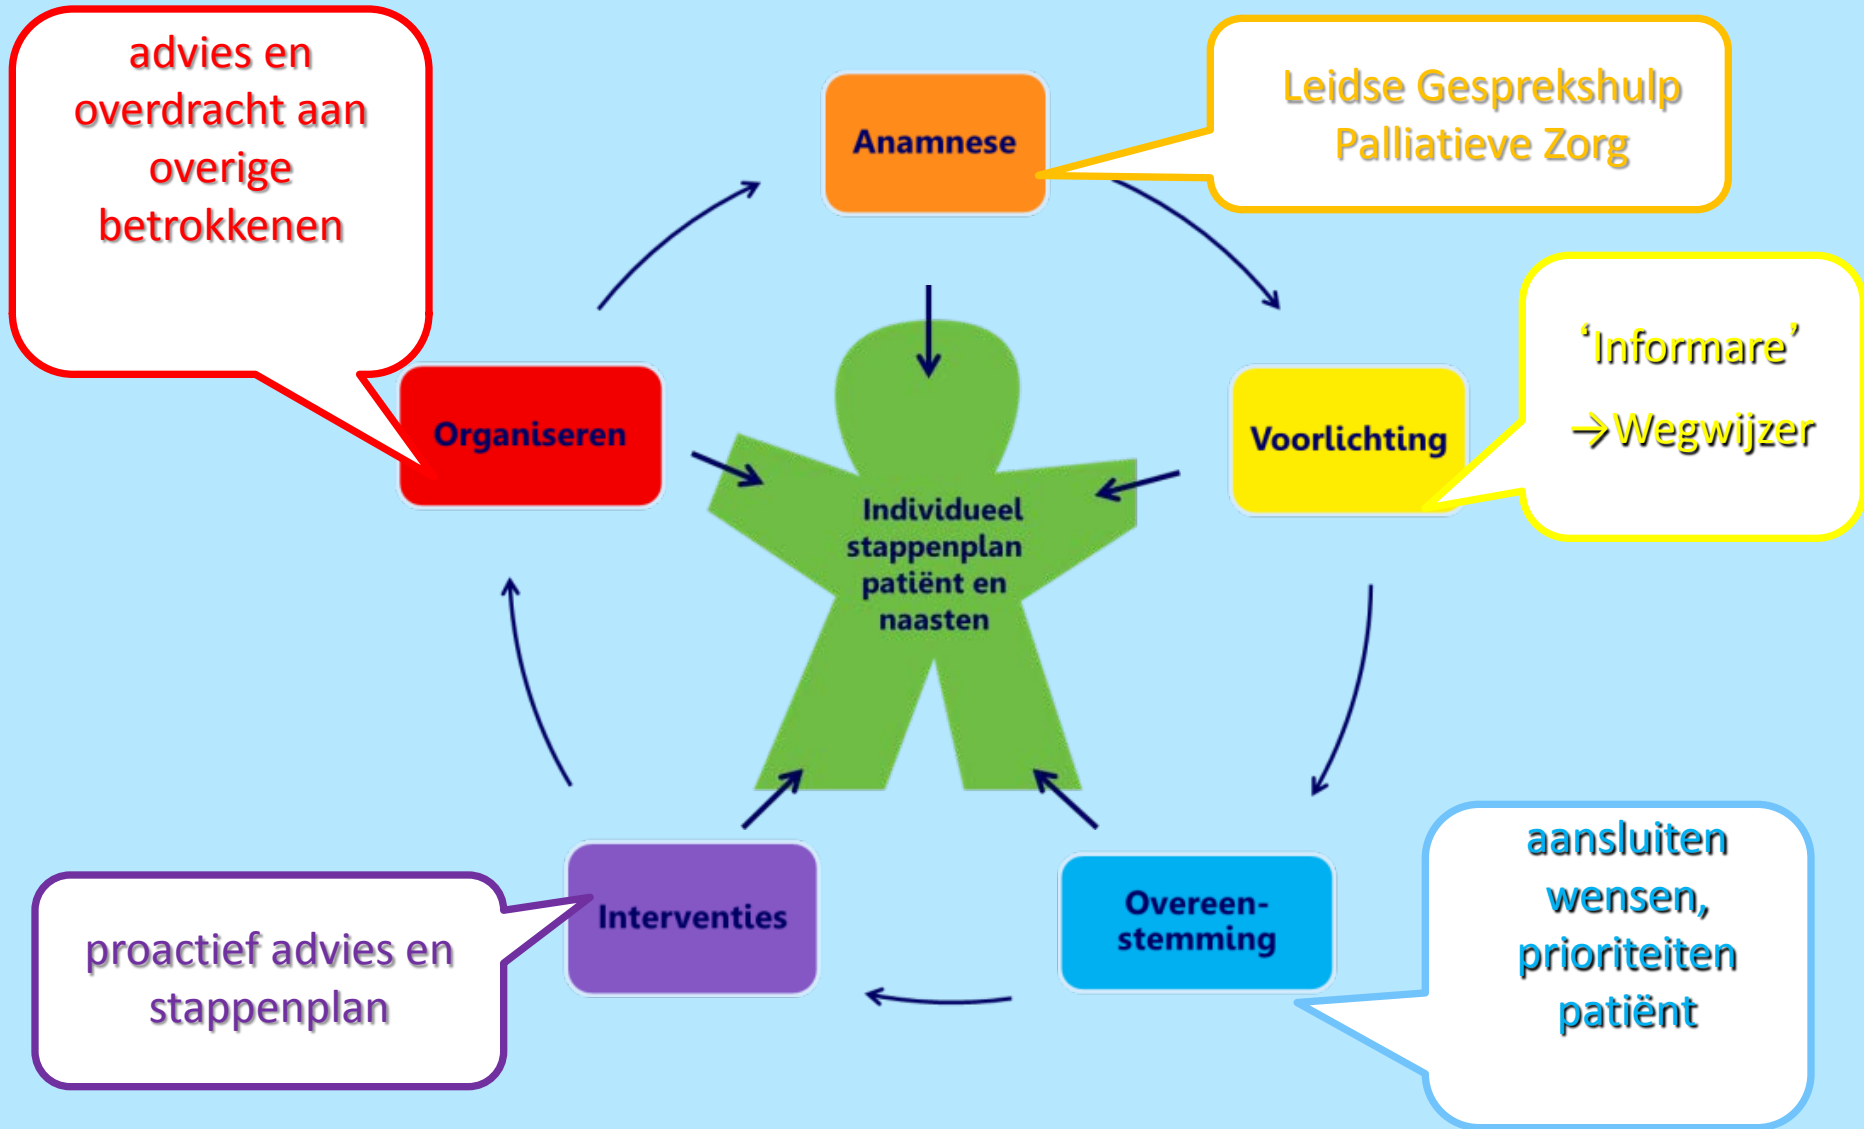 advies en
overdracht aan
overige
betrokkenen
Anamnese
Leidse Gesprekshulp
Palliatieve Zorg
Organiseren
Voorlichting
‘Informare’
→Wegwijzer
Individueel
stappenplan
patiënt en
naasten
Interventies
proactief advies en
stappenplan
Overeen-
stemming
aansluiten
wensen,
prioriteiten
patiënt